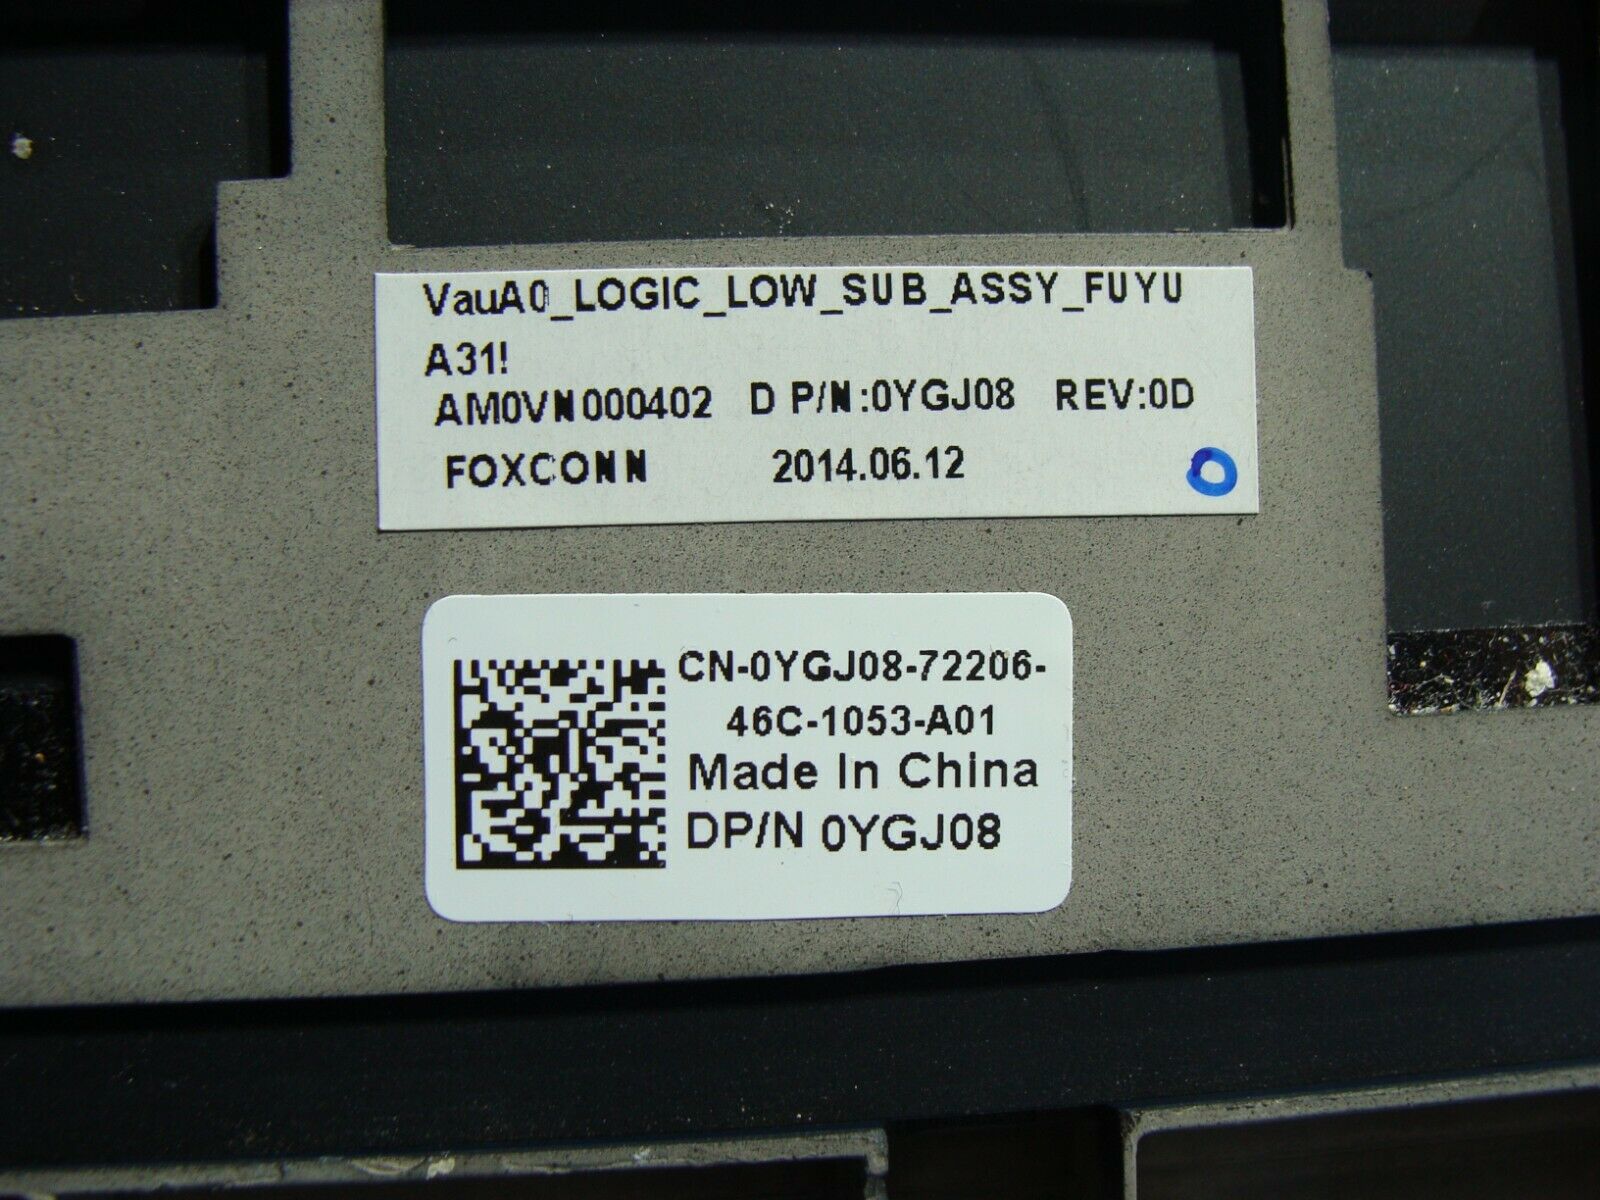 VauA0_LOGIC_LOW_SUB_ASSY_FUYU
A31!
AM0VN000402 D P/N:0YGJ08 REV:0D
FOXCONN 2014.06.12
CN-0YGJ08-72206-
46C-1053-A01
Made In China
DP/N 0YGJ08